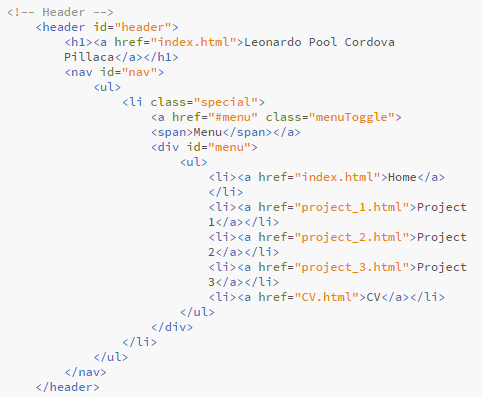 <!-- Header -->
<header id="header">
<h1><a href="index.html">Leonardo Pool Cordova
Pillaca</a></h1>
<nav id="nav">
<ul>
<li class="special">
<a href="#menu" class="menuToggle">
<span>Menu</span></a>
<div id="menu">
<ul>
<li><a href="index.html">Home</a>
</li>
<li><a href="project_1.html">Project
1</a></li>
<li><a href="project_2.html">Project
2</a></li>
<li><a href="project_3.html">Project
3</a></li>
<li><a href="CV.html">CV</a></li>
</ul>
</div>
</li>
</ul>
</nav>
</header>